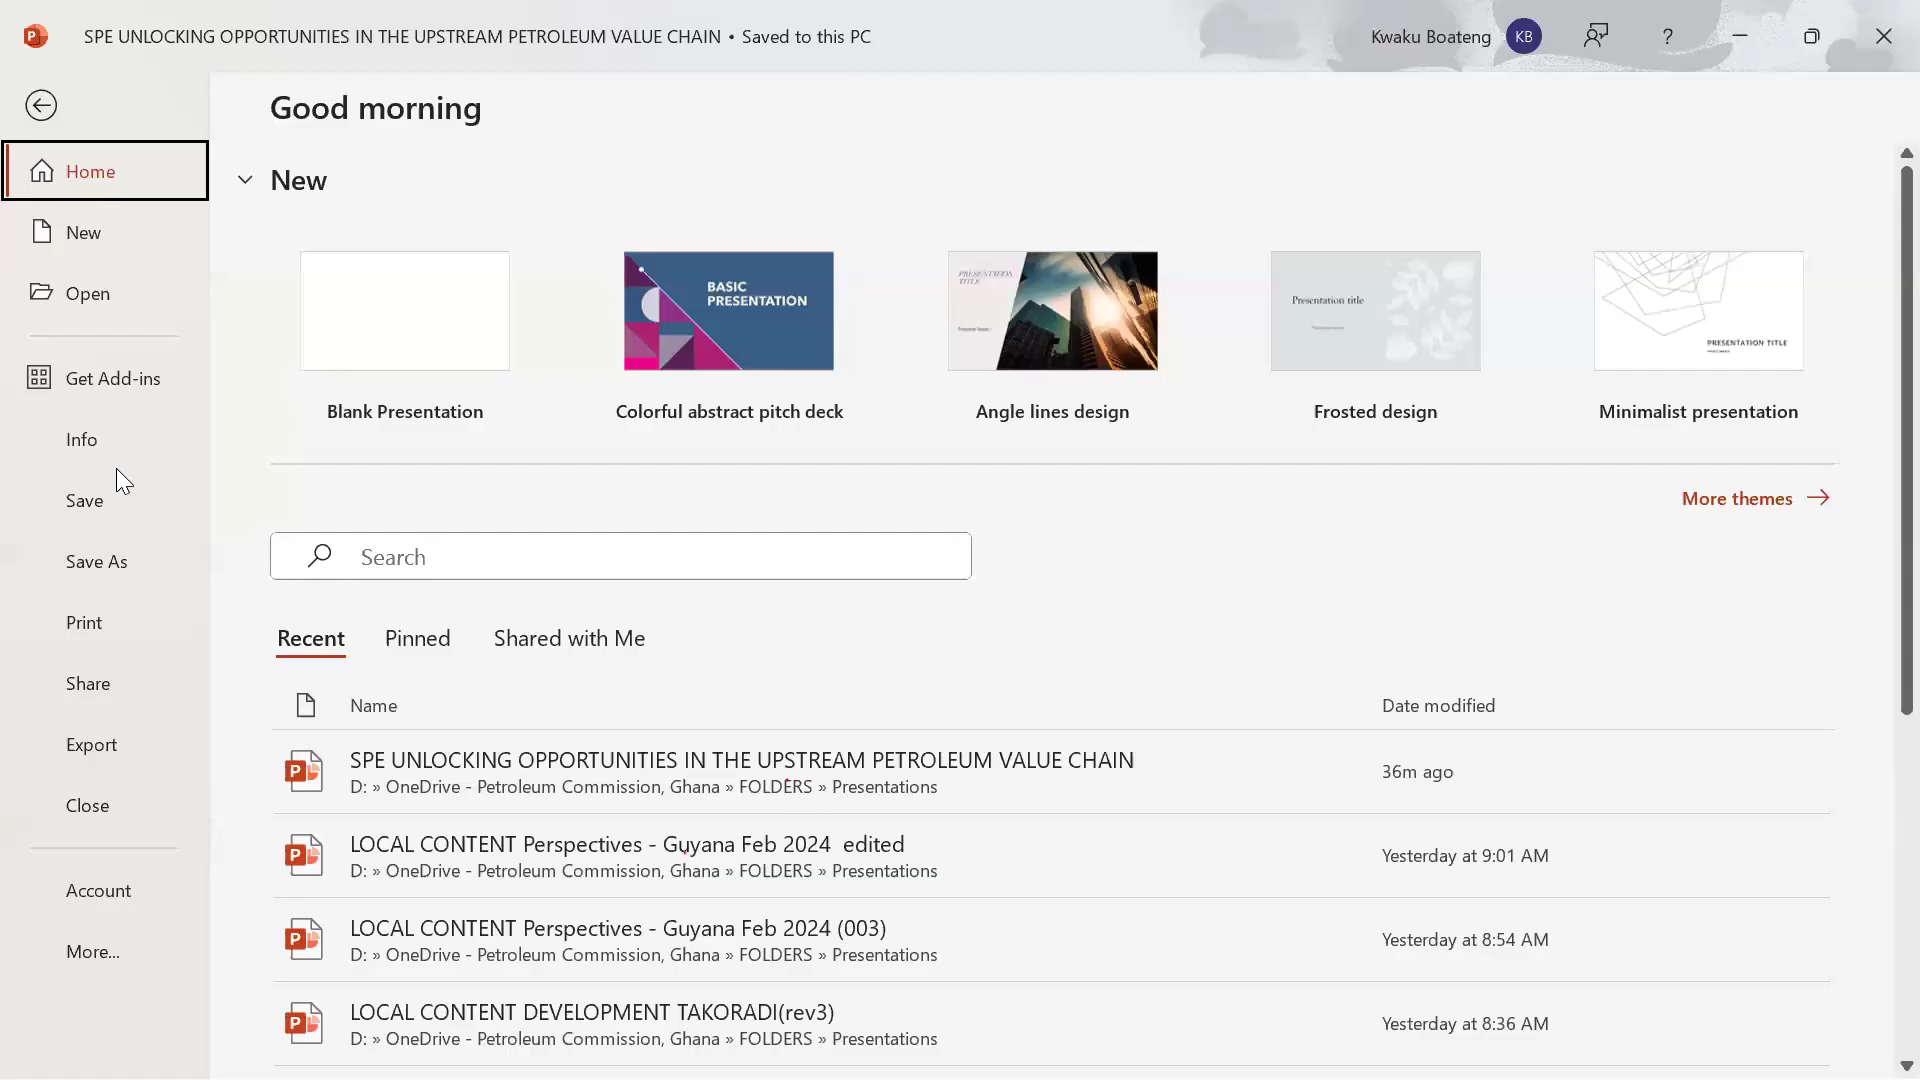 SPE UNLOCKING OPPORTUNITIES IN THE UPSTREAM PETROLEUM VALUE CHAIN • Saved to this PC
Kwaku Boateng
KB
?
Home
New
Open
Get Add-ins
Info
Save
Save As
Print
Share
Export
Close
Account
More...
Good morning
New
BASIC
PRESENTATION
PRESENTATION
TITLE
Presentation title
PRESENTATION TITLE
Blank Presentation
Colorful abstract pitch deck
Angle lines design
Frosted design
Minimalist presentation
More themes
Search
Recent
Pinned
Shared with Me
Name
Date modified
SPE UNLOCKING OPPORTUNITIES IN THE UPSTREAM PETROLEUM VALUE CHAIN
D: » OneDrive - Petroleum Commission, Ghana » FOLDERS » Presentations
36m ago
LOCAL CONTENT Perspectives - Guyana Feb 2024  edited
D: » OneDrive - Petroleum Commission, Ghana » FOLDERS » Presentations
Yesterday at 9:01 AM
LOCAL CONTENT Perspectives - Guyana Feb 2024 (003)
D: » OneDrive - Petroleum Commission, Ghana » FOLDERS » Presentations
Yesterday at 8:54 AM
LOCAL CONTENT DEVELOPMENT TAKORADI(rev3)
D: » OneDrive - Petroleum Commission, Ghana » FOLDERS » Presentations
Yesterday at 8:36 AM